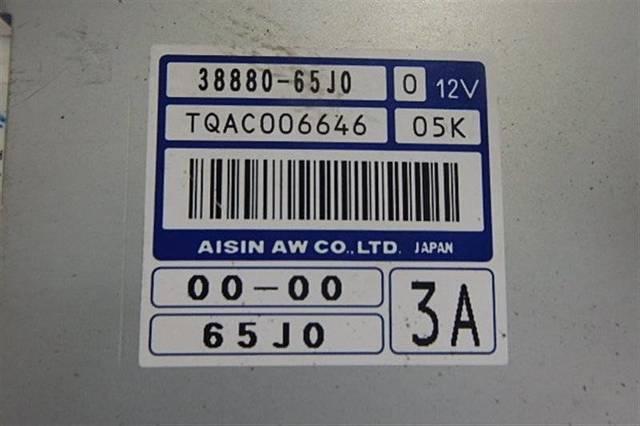 38880-65J0 0 12V
TQAC006646 05K
AISIN AW CO.,LTD. JAPAN
00-00
3A
65J0